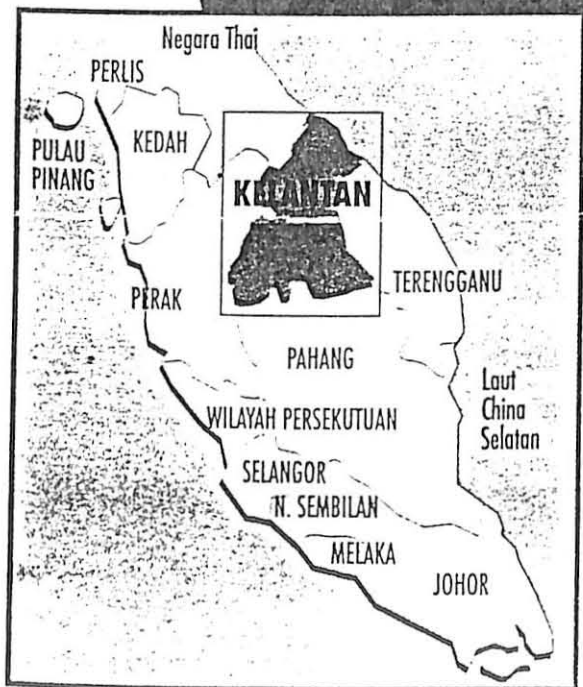 Negara Thai
PERLIS
KEDAH
PULAU
PINANG
KELANTAN
TERENGGANU
PERAK
PAHANG
Laut
China
Selatan
WILAYAH PERSEKUTUAN
SELANGOR
N. SEMBILAN
MELAKA
JOHOR